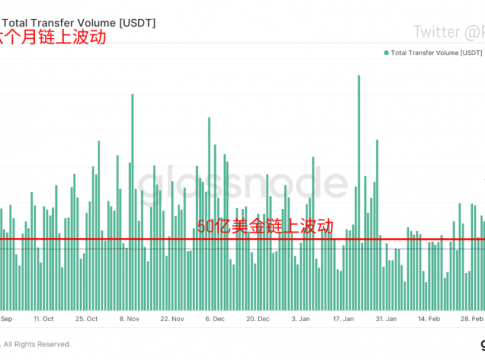 Total Transfer Volume [USDT]
个月链上波动
Twitter @
Total Transfer Volume [USDT]
glassnode
50亿美金链上波动
Sep 11. Oct 25. Oct 8. Nov 22. Nov 6. Dec 20. Dec 3. Jan 17. Jan 31. Jan 14. Feb 28. Feb
. All Rights Reserved.